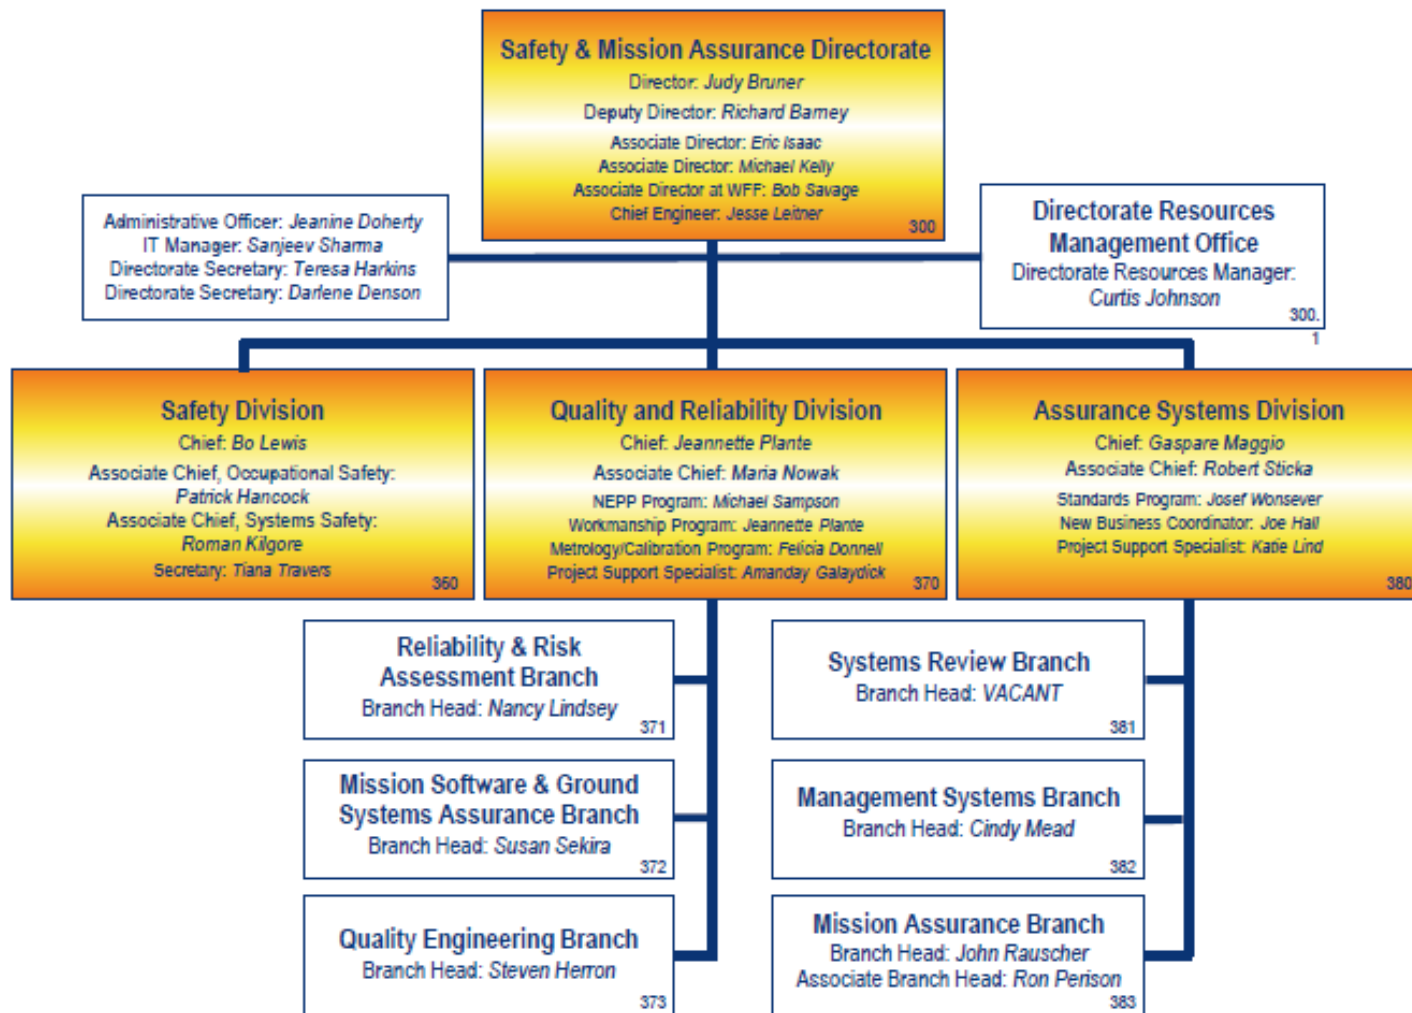 Safety & Mission Assurance Directorate
Director: Judy Bruner
Deputy Director: Richard Barney
Associate Director: Eric Isaac
Associate Director: Michael Kelly
Associate Director at WFF: Bob Savage
Chief Engineer: Jesse Leitner
300
Administrative Officer: Jeanine Doherty
IT Manager: Sanjeev Sharma
Directorate Secretary: Teresa Harkins
Directorate Secretary: Darlene Denson
Directorate Resources
Management Office
Directorate Resources Manager:
Curtis Johnson
300.
1
Safety Division
Chief: Bo Lewis
Associate Chief, Occupational Safety:
Patrick Hancock
Associate Chief, Systems Safety:
Roman Kilgore
Secretary: Tiana Travers
360
Quality and Reliability Division
Chief: Jeannette Plante
Associate Chief: Maria Nowak
NEPP Program: Michael Sampson
Workmanship Program: Jeannette Plante
Metrology/Calibration Program: Felicia Donnell
Project Support Specialist: Amanday Galaydick
370
Assurance Systems Division
Chief: Gaspare Maggio
Associate Chief: Robert Sticka
Standards Program: Josef Wonsever
New Business Coordinator: Joe Hall
Project Support Specialist: Katie Lind
380
Reliability & Risk
Assessment Branch
Branch Head: Nancy Lindsey
371
Mission Software & Ground
Systems Assurance Branch
Branch Head: Susan Sekira
372
Quality Engineering Branch
Branch Head: Steven Herron
373
Systems Review Branch
Branch Head: VACANT
381
Management Systems Branch
Branch Head: Cindy Mead
382
Mission Assurance Branch
Branch Head: John Rauscher
Associate Branch Head: Ron Perison
383